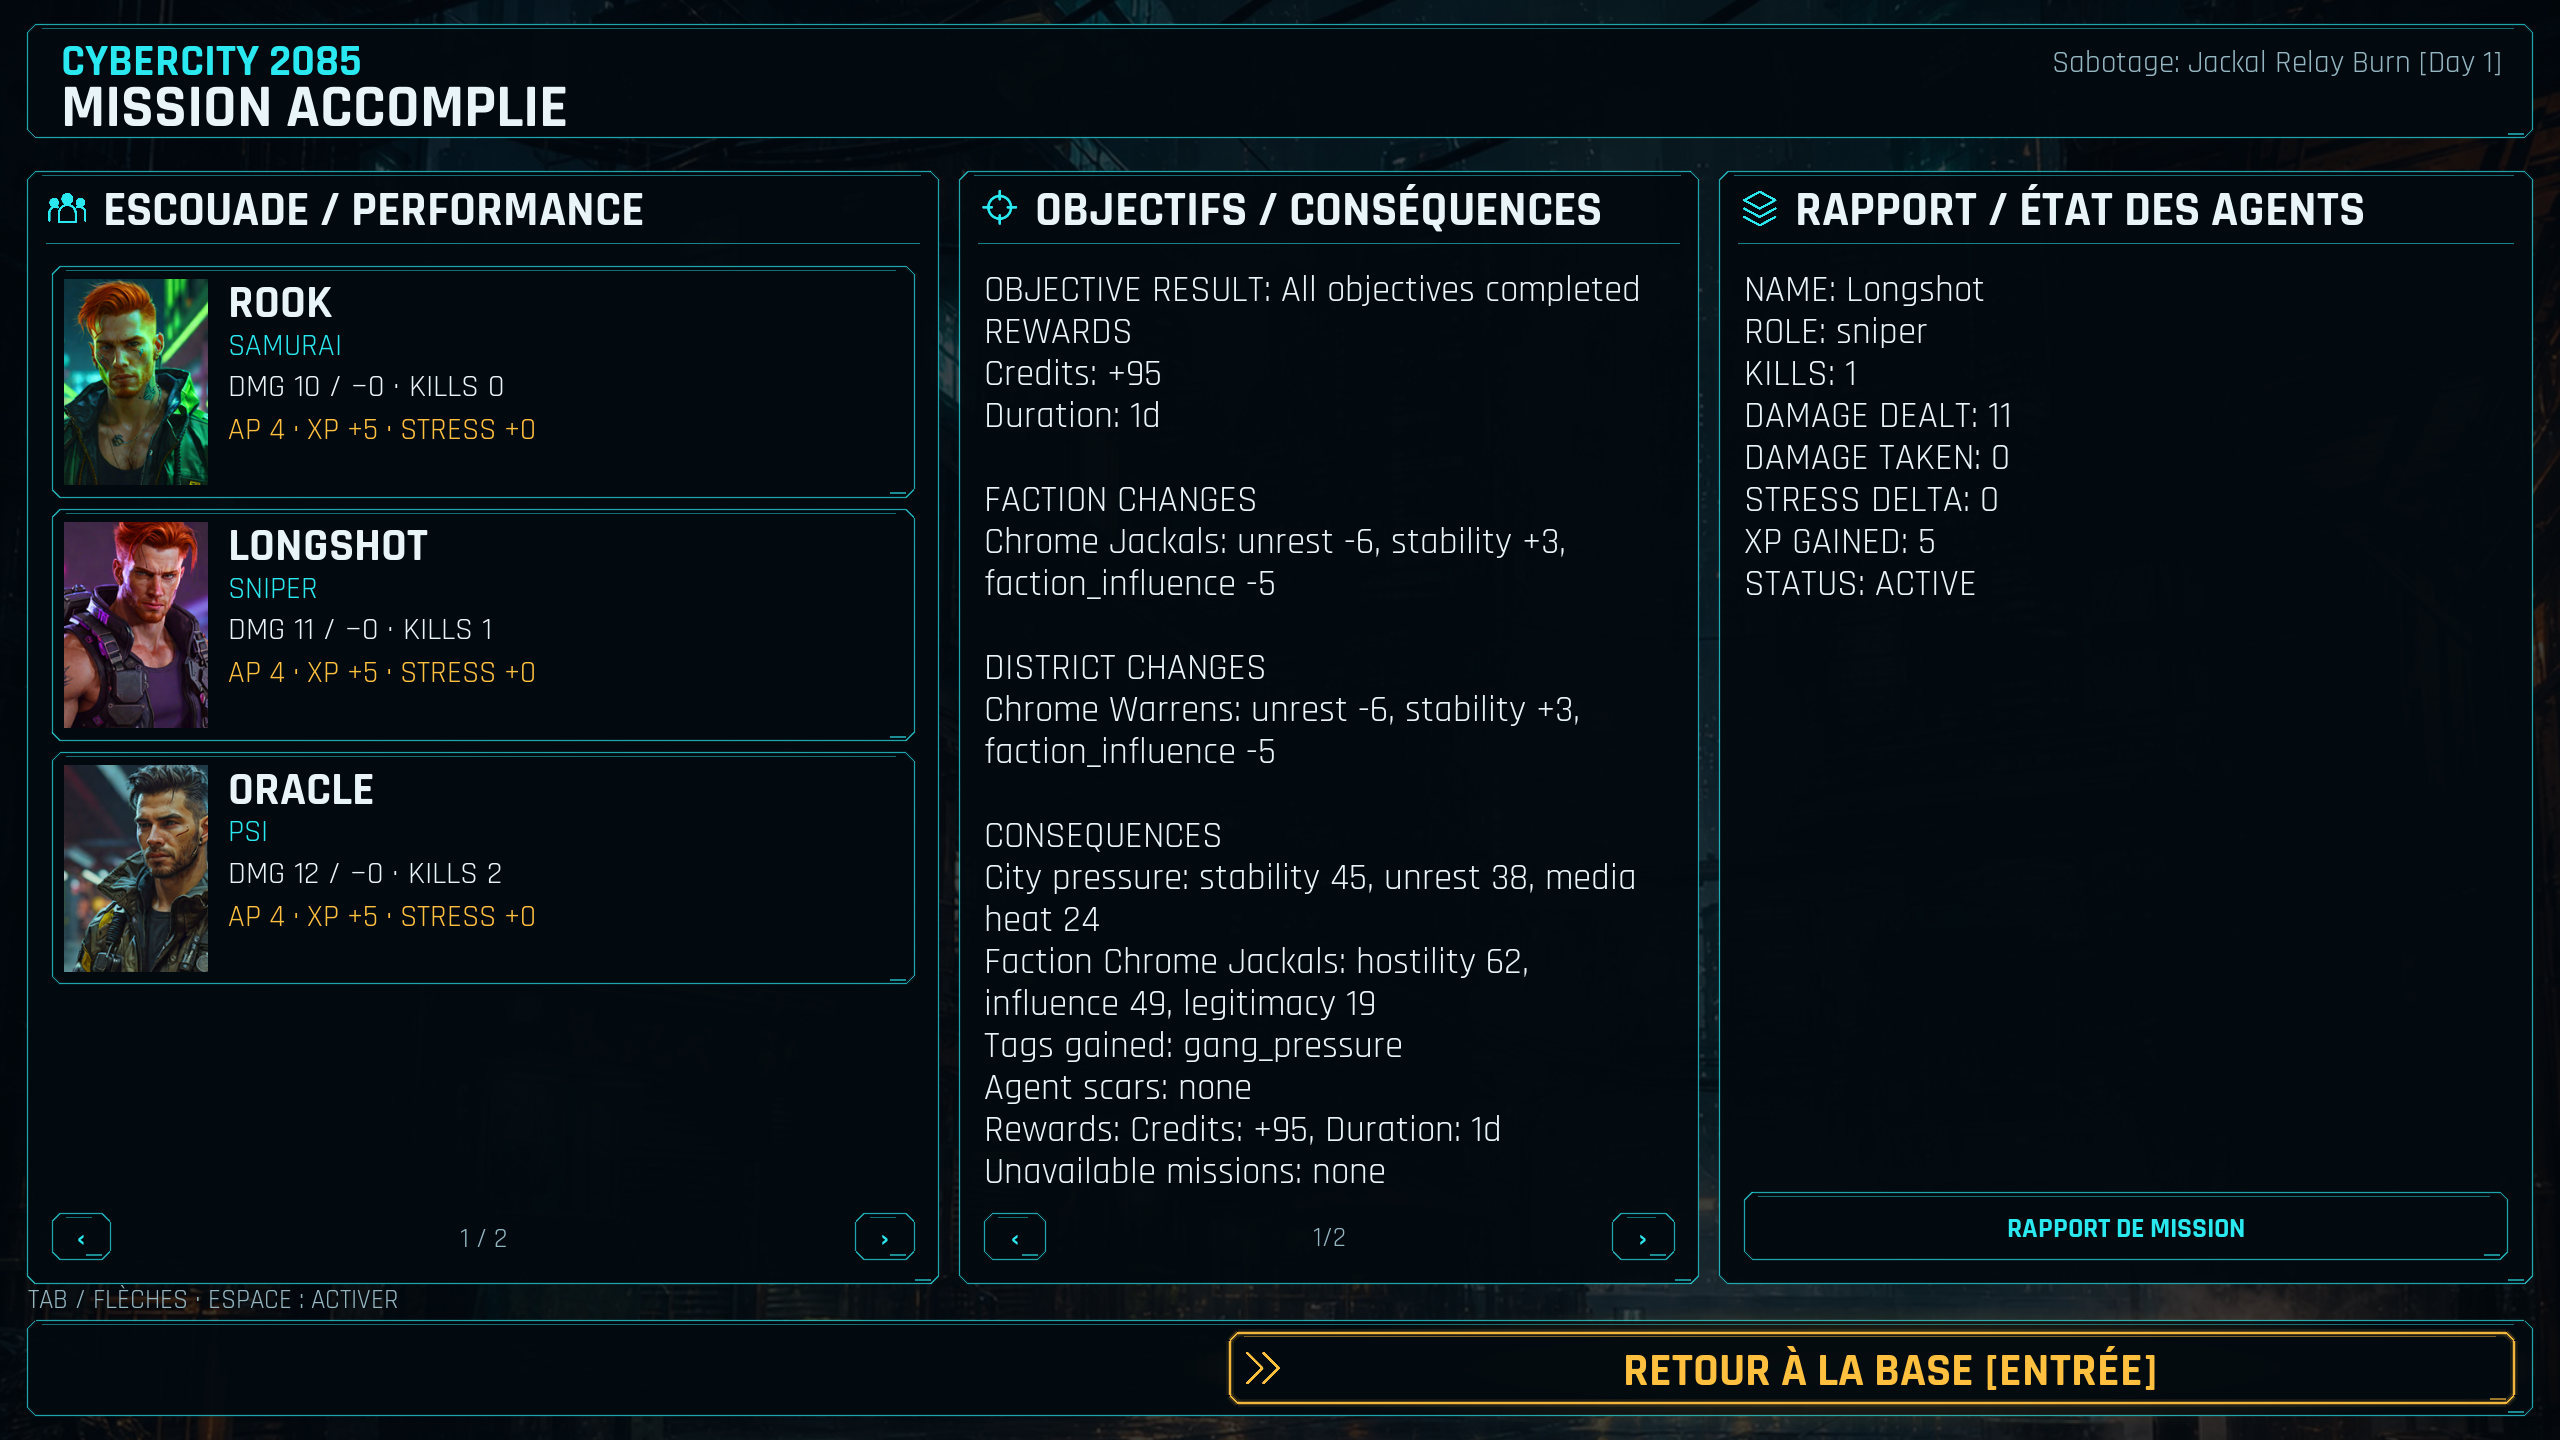 CYBERCITY 2085
MISSION ACCOMPLIE
Sabotage: Jackal Relay Burn [Day 1]
ESCOUADE / PERFORMANCE
ROOK
SAMURAI
DMG 10 / −0 · KILLS 0
AP 4 · XP +5 · STRESS +0
LONGSHOT
SNIPER
DMG 11 / −0 · KILLS 1
AP 4 · XP +5 · STRESS +0
ORACLE
PSI
DMG 12 / −0 · KILLS 2
AP 4 · XP +5 · STRESS +0
‹ 1 / 2 ›
OBJECTIFS / CONSÉQUENCES
OBJECTIVE RESULT: All objectives completed
REWARDS
Credits: +95
Duration: 1d
FACTION CHANGES
Chrome Jackals: unrest -6, stability +3,
faction_influence -5
DISTRICT CHANGES
Chrome Warrens: unrest -6, stability +3,
faction_influence -5
CONSEQUENCES
City pressure: stability 45, unrest 38, media
heat 24
Faction Chrome Jackals: hostility 62,
influence 49, legitimacy 19
Tags gained: gang_pressure
Agent scars: none
Rewards: Credits: +95, Duration: 1d
Unavailable missions: none
‹ 1/2 ›
RAPPORT / ÉTAT DES AGENTS
NAME: Longshot
ROLE: sniper
KILLS: 1
DAMAGE DEALT: 11
DAMAGE TAKEN: 0
STRESS DELTA: 0
XP GAINED: 5
STATUS: ACTIVE
RAPPORT DE MISSION
TAB / FLÈCHES · ESPACE : ACTIVER
RETOUR À LA BASE [ENTRÉE]